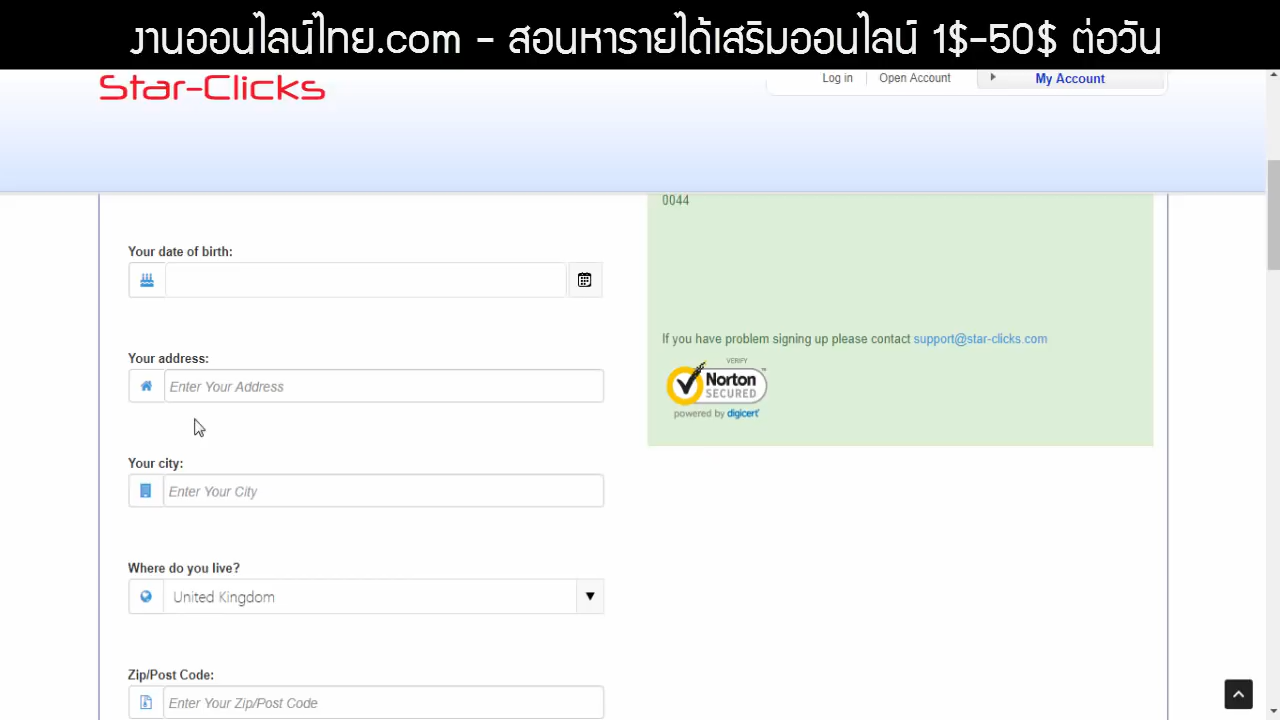 งานออนไลน์ไทย.com - สอนหารายได้เสริมออนไลน์ 1$-50$ ต่อวัน
Star-Clicks
Log in
Open Account
My Account
0044
Your date of birth:
If you have problem signing up please contact support@star-clicks.com
Your address:
Enter Your Address
VERIFY
Norton
SECURED
powered by digicert
Your city:
Enter Your City
Where do you live?
United Kingdom
Zip/Post Code:
Enter Your Zip/Post Code